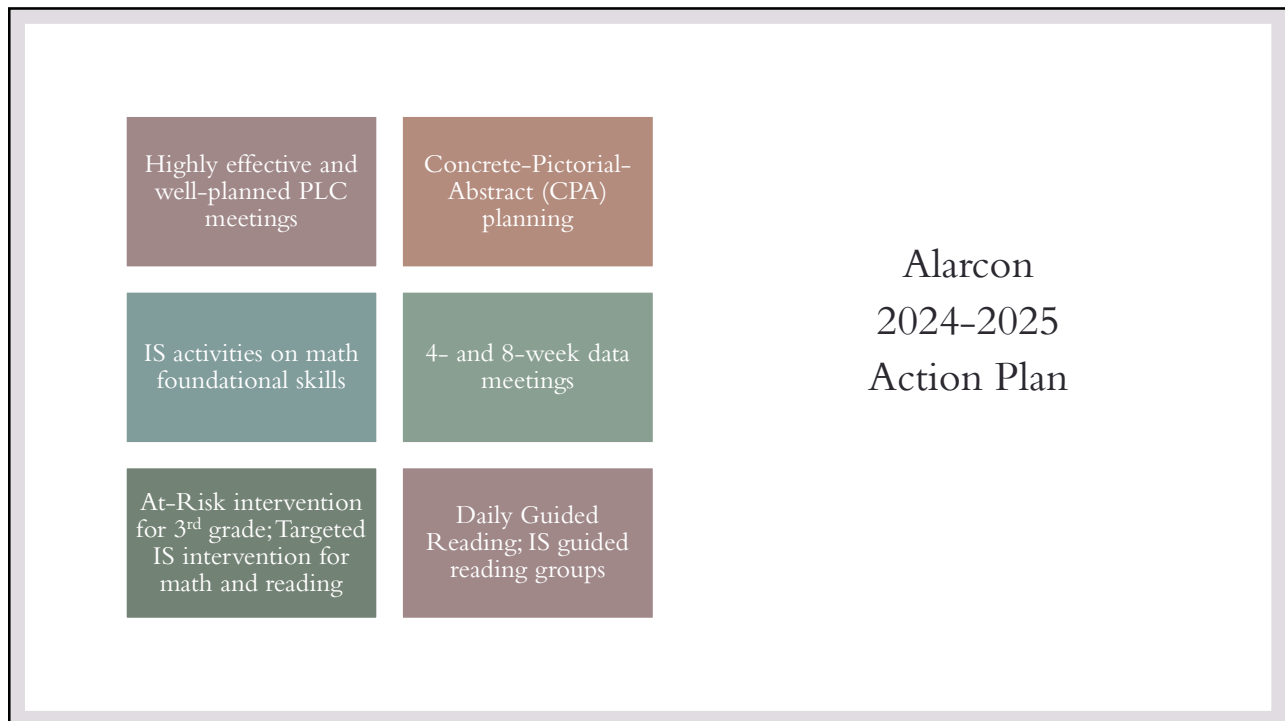 Highly effective and
well-planned PLC
meetings
Concrete-Pictorial-
Abstract (CPA)
planning
IS activities on math
foundational skills
4- and 8-week data
meetings
At-Risk intervention
for 3rd grade; Targeted
IS intervention for
math and reading
Daily Guided
Reading; IS guided
reading groups
Alarcon
2024-2025
Action Plan